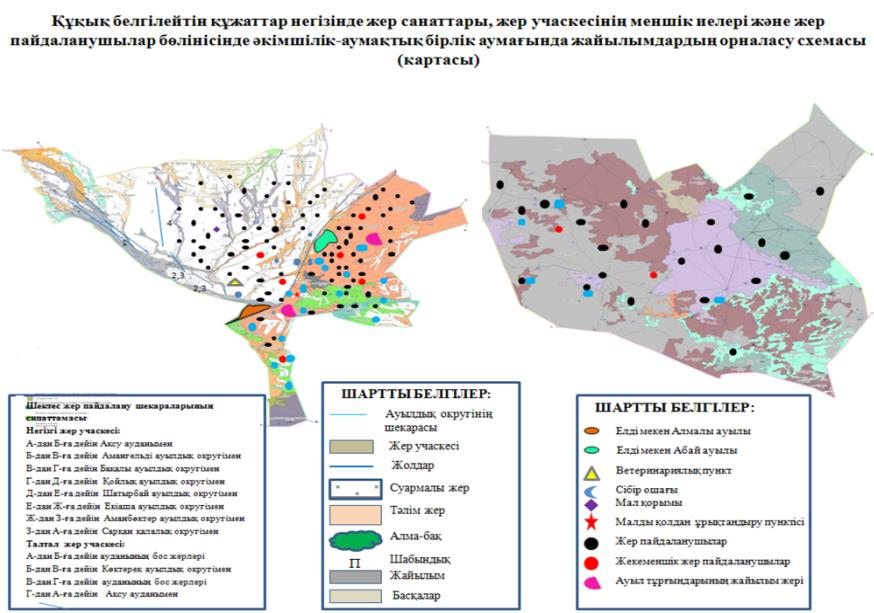 Құқық белгілейтін құжаттар негізінде жер санаттары, жер учаскесінің меншік иелері және жер
пайдаланушылар бөлінісінде әкімшілік-аумақтық бірлік аумағында жайылымдардың орналасу схемасы
(картасы)
4
2
2,3
2,3
Шектес жер пайдалану шекараларының
сипаттамасы
Негізгі жер учаскесі:
А-дан Б-ға дейін Ақсу ауданымен
Б-дан В-ға дейін Амангелді ауылдық округімен
В-дан Г-ға дейін Бақалы ауылдық округімен
Г-дан Д-ға дейін Қойлық ауылдық округімен
Д-дан Е-ға дейін Шатырбай ауылдық округімен
Е-дан Ж-ға дейін Екіаша ауылдық округімен
Ж-дан З-ға дейін Аманбөктер ауылдық округімен
З-дан А-ға дейін Сарқан қалалық округімен
Талтал жер учаскесі:
А-дан Б-ға дейін ауданының бос жерлері
Б-дан В-ға дейін Көктерек ауылдық округімен
В-дан Г-ға дейін ауданының бос жерлері
Г-дан А-ға дейін Ақсу ауданымен
ШАРТТЫ БЕЛГІЛЕР:
Ауылдық округінің
шекарасы
Жер учаскесі
Жолдар
Суармалы жер
Тәлім жер
Алма-бақ
П Шабындық
Жайылым
Басқалар
ШАРТТЫ БЕЛГІЛЕР:
Елді мекен Алмалы ауылы
Елді мекен Абай ауылы
Ветеринариялық пункт
Сібір ошағы
Мал қорымы
Малды қолдан ұрықтандыру пунктісі
Жер пайдаланушылар
Жекеменшік жер пайдаланушылар
Ауыл тұрғындарының жайылым жері